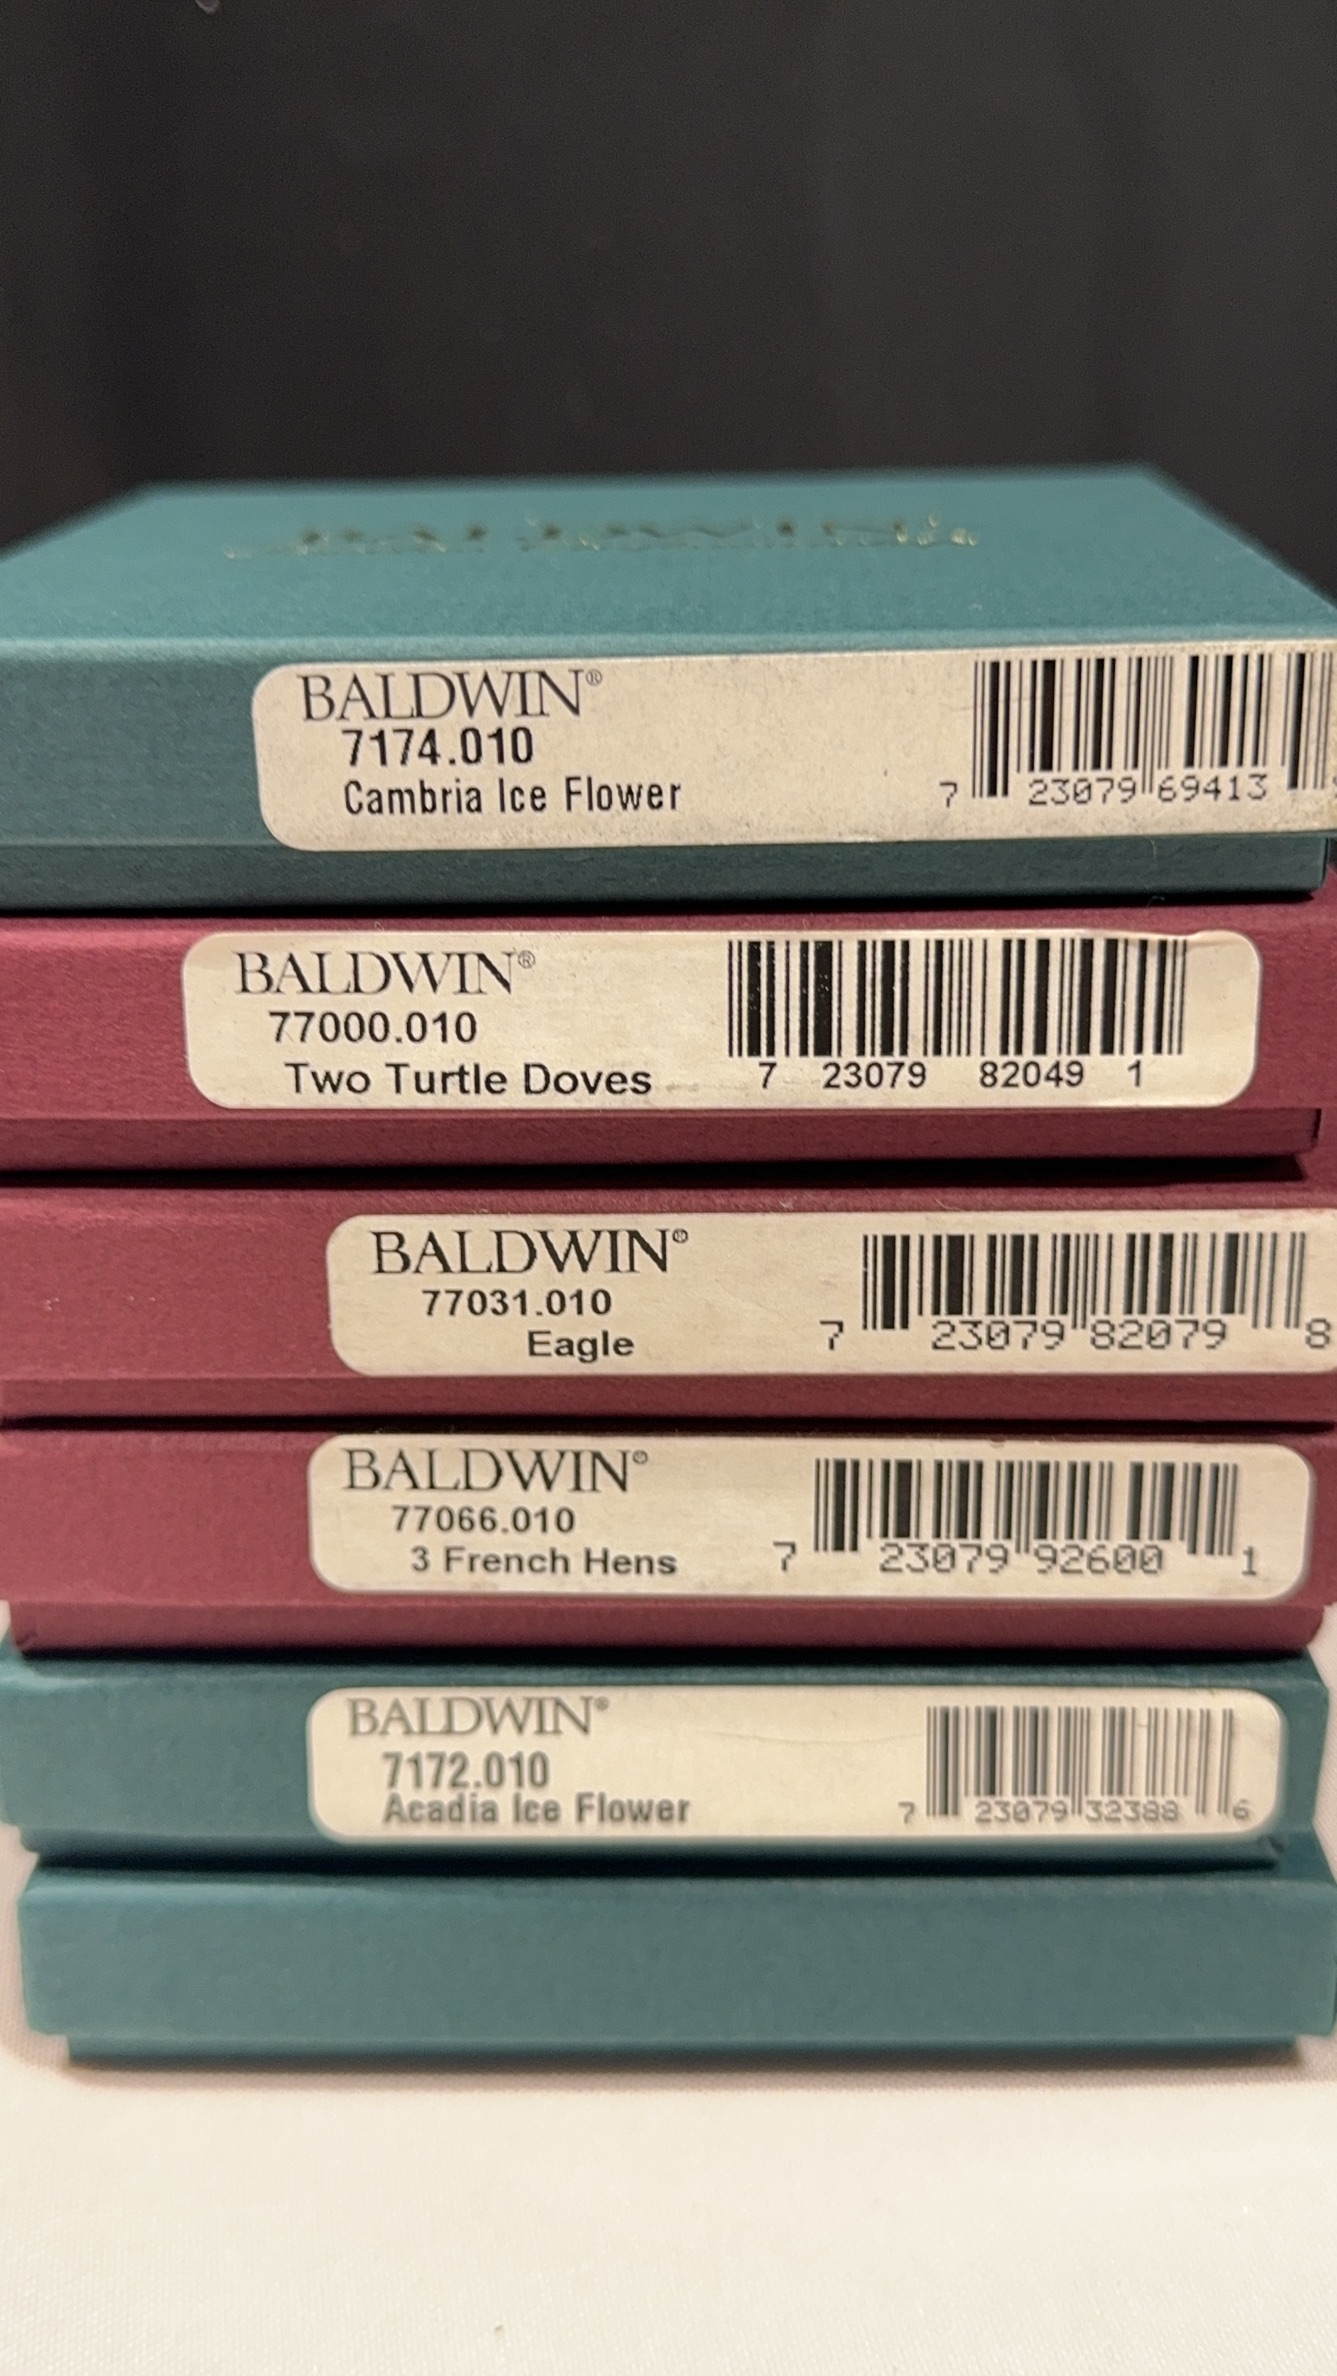 BALDWIN
BALDWIN®
7174.010
Cambria Ice Flower
7 23079 69413
BALDWIN®
77000.010
Two Turtle Doves
7 23079 82049 1
BALDWIN®
77031.010
Eagle
7 23079 82079 8
BALDWIN®
77066.010
3 French Hens
7 23079 92600 1
BALDWIN®
7172.010
Acadia Ice Flower
7 23079 32388 6